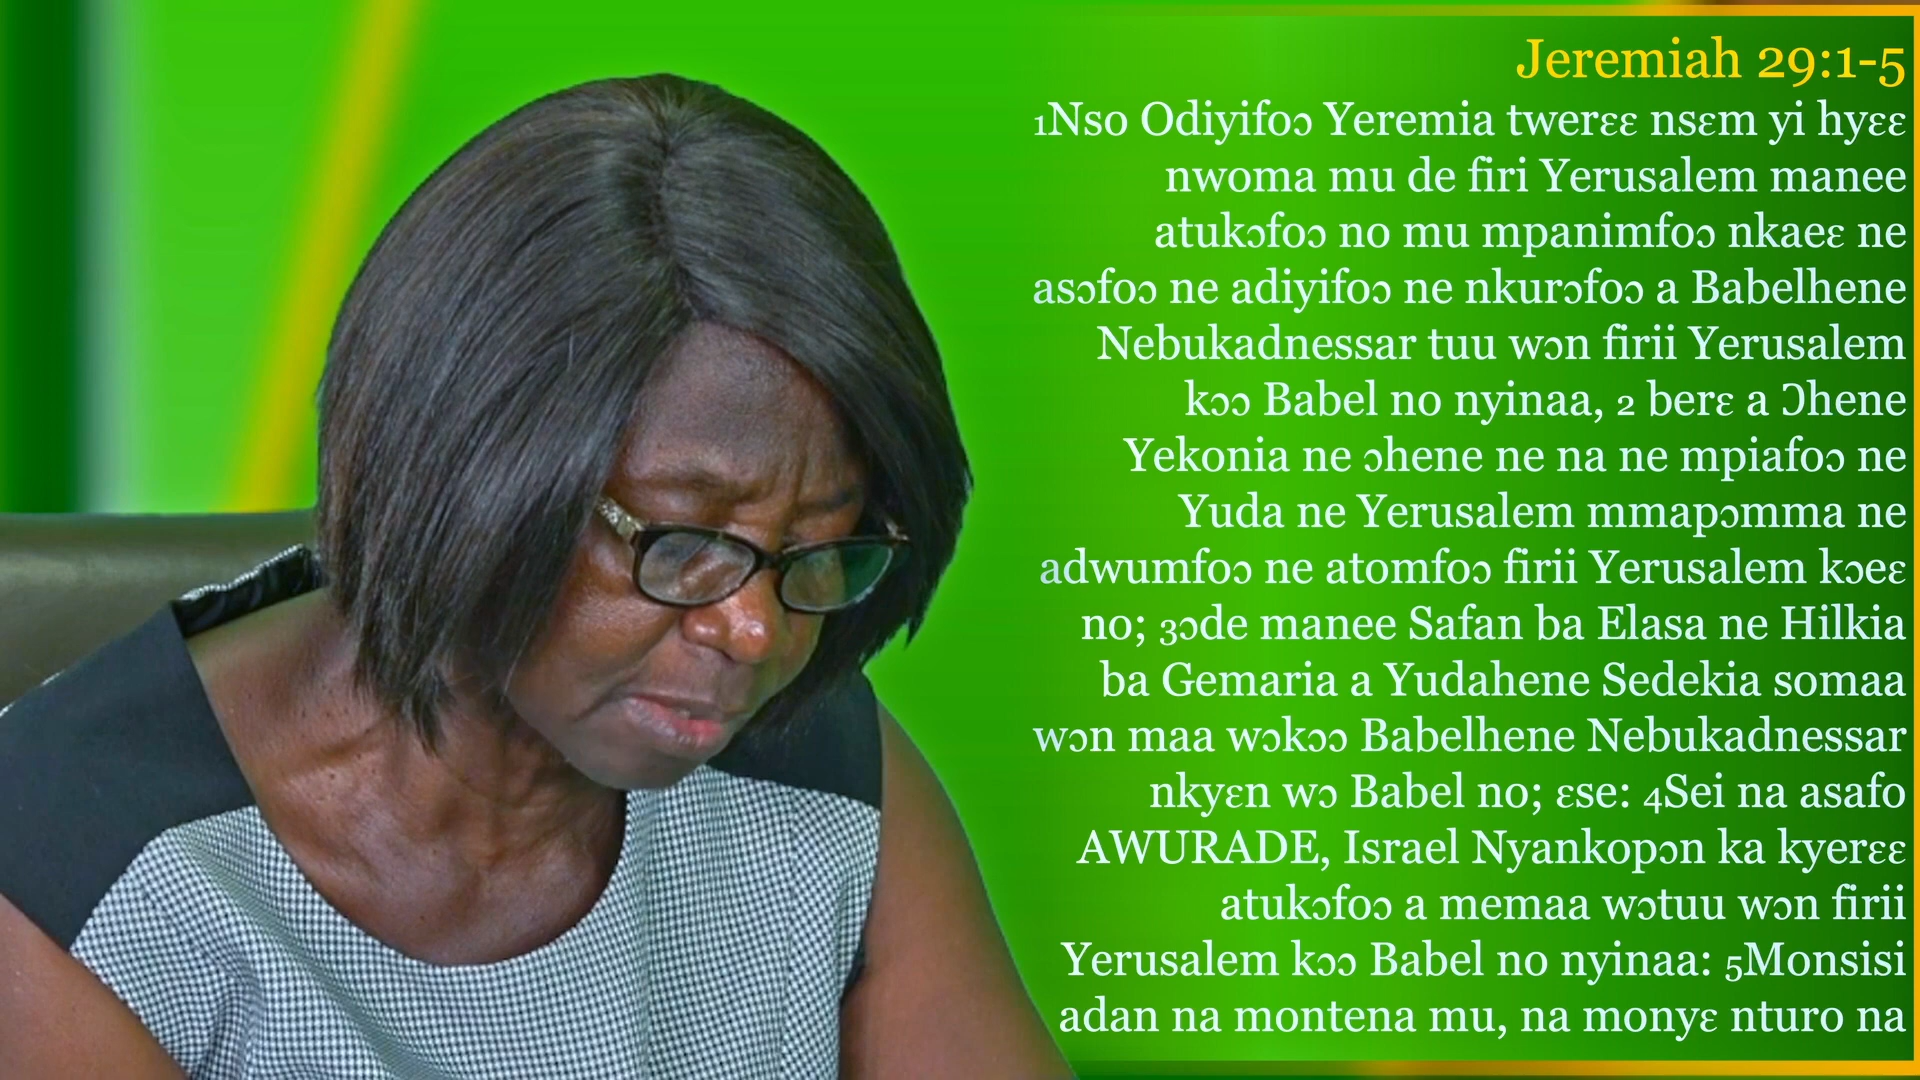 Jeremiah 29:1-5
1Nso Odiyifoɔ Yeremia twerɛɛ nsɛm yi hyɛɛ
nwoma mu de firi Yerusalem manee
atukɔfoɔ no mu mpanimfoɔ nkaeɛ ne
asɔfoɔ ne adiyifoɔ ne nkurɔfoɔ a Babelhene
Nebukadnessar tuu wɔn firii Yerusalem
kɔɔ Babel no nyinaa, 2 berɛ a Ɔhene
Yekonia ne ɔhene ne na ne mpiafoɔ ne
Yuda ne Yerusalem mmapɔmma ne
adwumfoɔ ne atomfoɔ firii Yerusalem kɔeɛ
no; 3ɔde manee Safan ba Elasa ne Hilkia
ba Gemaria a Yudahene Sedekia somaa
wɔn maa wɔkɔɔ Babelhene Nebukadnessar
nkyɛn wɔ Babel no; ɛse: 4Sei na asafo
AWURADE, Israel Nyankopɔn ka kyerɛɛ
atukɔfoɔ a memaa wɔtuu wɔn firii
Yerusalem kɔɔ Babel no nyinaa: 5Monsisi
adan na montena mu, na monyɛ nturo na